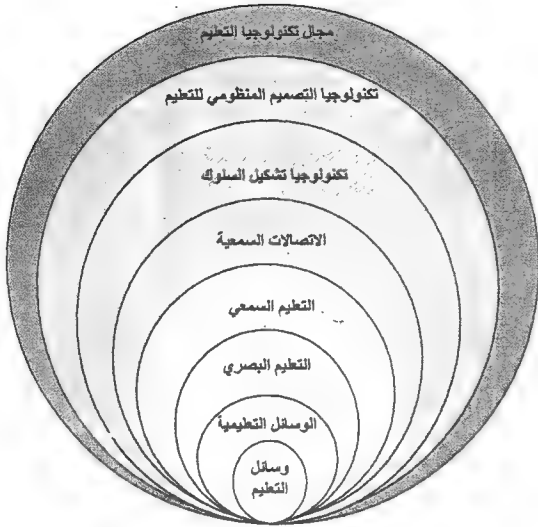 مجال تكنولوجيا التعليم
تكنولوجيا التصميم المنظومي للتعليم
تكنولوجيا تشكيل السلوك
الاتصالات السمعية
التعليم السمعي
التعليم البصري
الوسائل التعليمية
وسائل
التعليم